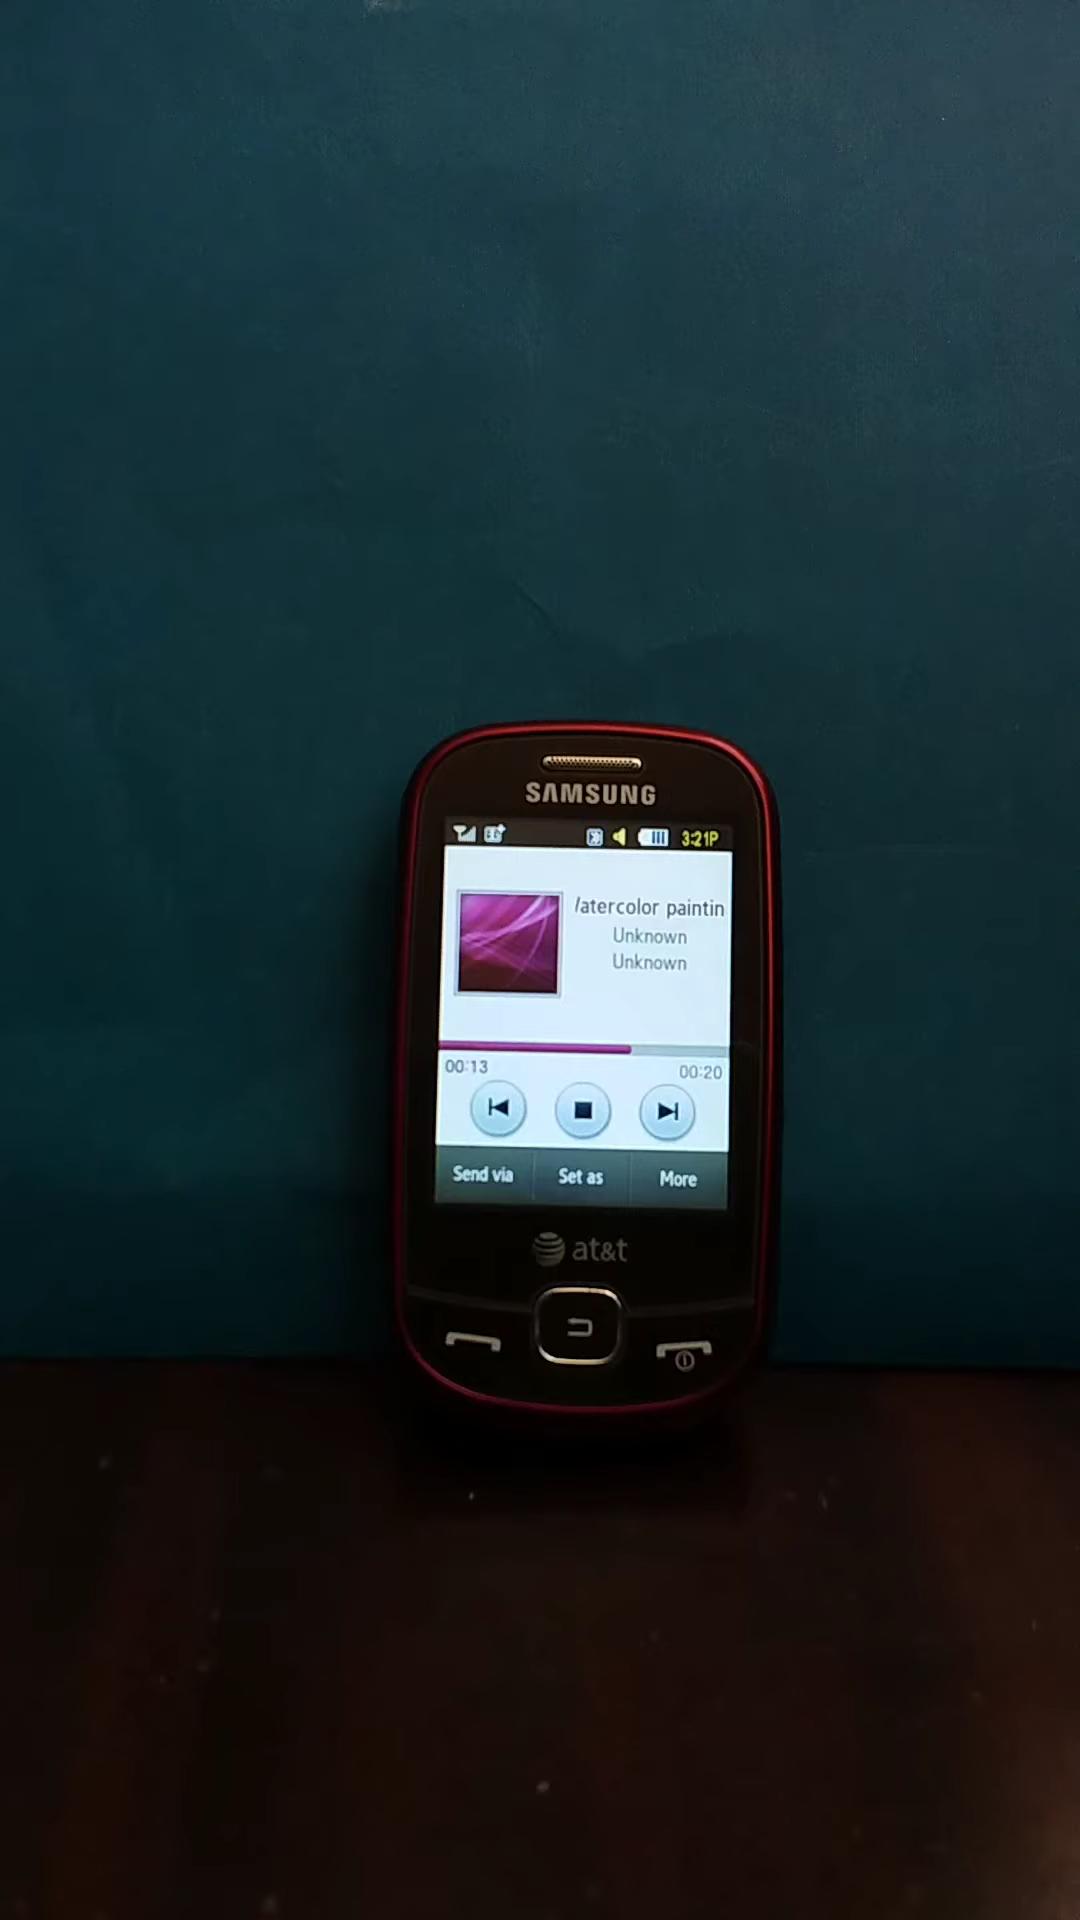 SAMSUNG
3:21P
/atercolor paintin
Unknown
Unknown
00:13
00:20
Send via
Set as
More
at&t